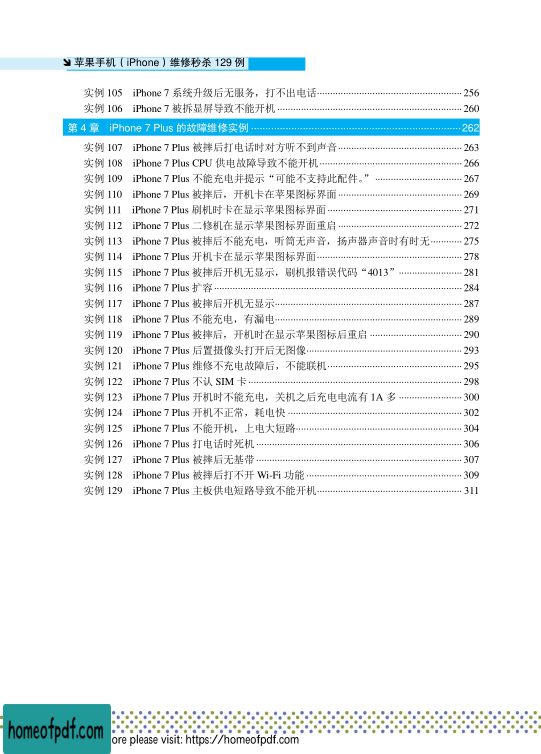 苹果手机（iPhone）维修秒杀 129 例
实例 105 iPhone 7 系统升级后无服务，打不出电话 256
实例 106 iPhone 7 被拆显屏导致不能开机 260
第 4 章 iPhone 7 Plus 的故障维修实例 262
实例 107 iPhone 7 Plus 被摔后打电话时对方听不到声音 263
实例 108 iPhone 7 Plus CPU 供电故障导致不能开机 266
实例 109 iPhone 7 Plus 不能充电并提示“可能不支持此配件。” 267
实例 110 iPhone 7 Plus 被摔后，开机卡在苹果图标界面 269
实例 111 iPhone 7 Plus 刷机时卡在显示苹果图标界面 271
实例 112 iPhone 7 Plus 二修机在显示苹果图标界面重启 272
实例 113 iPhone 7 Plus 被摔后不能充电，听筒无声音，扬声器声音时有时无 275
实例 114 iPhone 7 Plus 开机卡在显示苹果图标界面 278
实例 115 iPhone 7 Plus 被摔后开机无显示，刷机报错误代码“4013” 281
实例 116 iPhone 7 Plus 扩容 284
实例 117 iPhone 7 Plus 被摔后开机无显示 287
实例 118 iPhone 7 Plus 不能充电，有漏电 289
实例 119 iPhone 7 Plus 被摔后，开机时在显示苹果图标后重启 290
实例 120 iPhone 7 Plus 后置摄像头打开后无图像 293
实例 121 iPhone 7 Plus 维修不充电故障后，不能联机 295
实例 122 iPhone 7 Plus 不认 SIM 卡 298
实例 123 iPhone 7 Plus 开机时不能充电，关机之后充电电流有 1A 多 300
实例 124 iPhone 7 Plus 开机不正常，耗电快 302
实例 125 iPhone 7 Plus 不能开机，上电大短路 304
实例 126 iPhone 7 Plus 打电话时死机 306
实例 127 iPhone 7 Plus 被摔后无基带 307
实例 128 iPhone 7 Plus 被摔后打不开 Wi-Fi 功能 309
实例 129 iPhone 7 Plus 主板供电短路导致不能开机 311
homeofpdf.com
ore please visit: https://homeofpdf.com